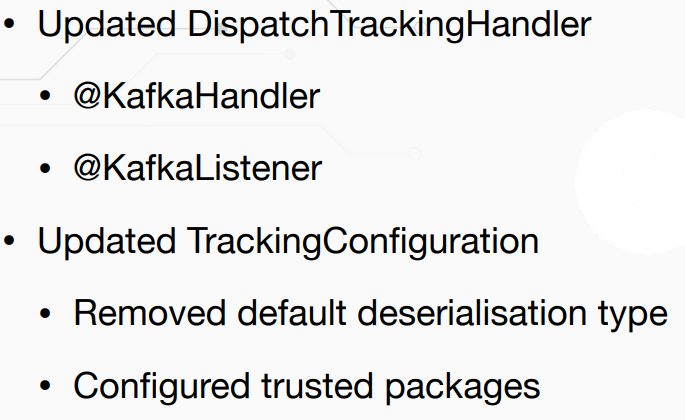 • Updated DispatchTrackingHandler
• @KafkaHandler
• @KafkaListener
• Updated TrackingConfiguration
• Removed default deserialisation type
• Configured trusted packages